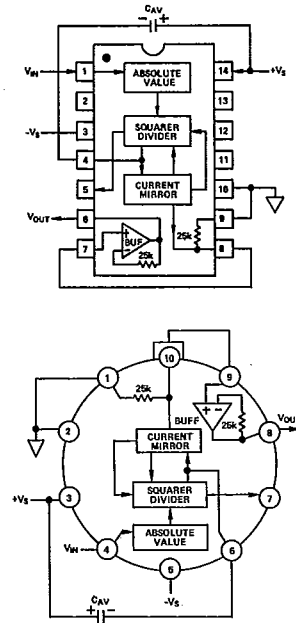 CAV
− +
VIN
1
ABSOLUTE
VALUE
14
+VS
2
13
−VS
3
SQUARER
DIVIDER
12
4
11
5
CURRENT
MIRROR
10
VOUT
6
BUF
9
25k
7
25k
8
10
1
25k
9
BUFF
25k
2
CURRENT
MIRROR
8
VOU
+VS
3
SQUARER
DIVIDER
7
VIN
4
ABSOLUTE
VALUE
6
5
−VS
CAV
+ −